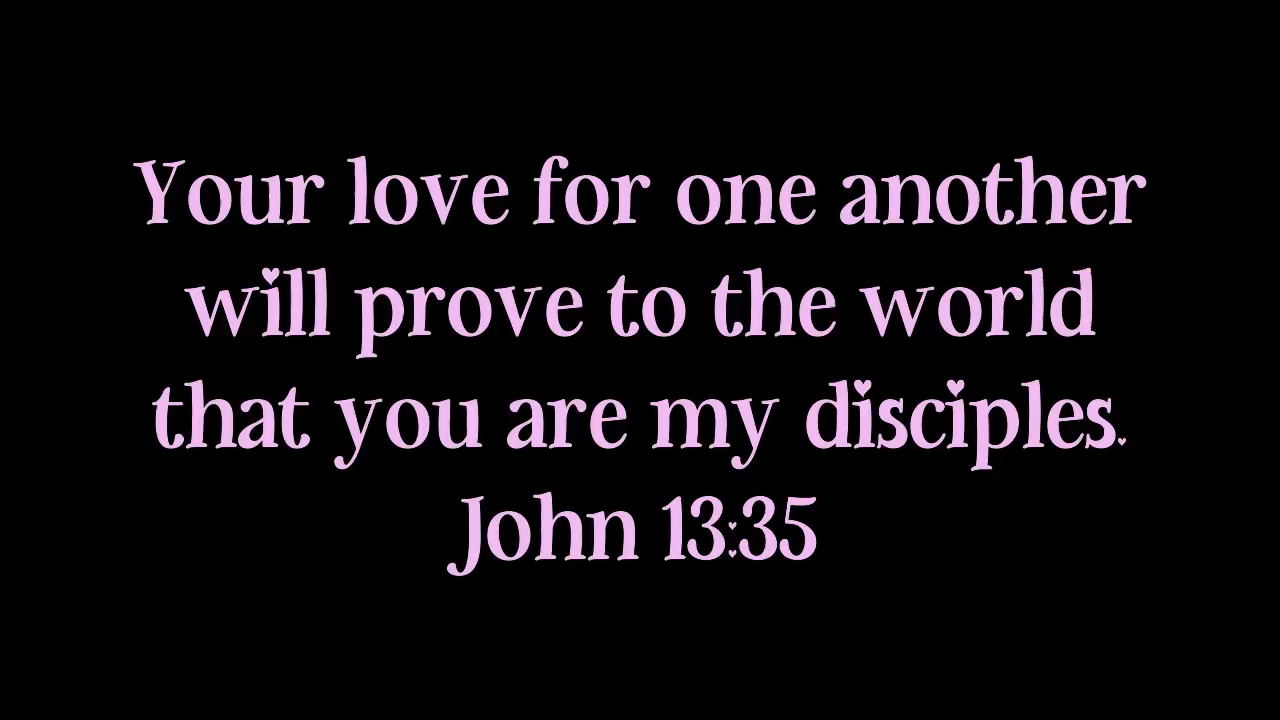 Your love for one another
will prove to the world
that you are my disciples.
John 13:35